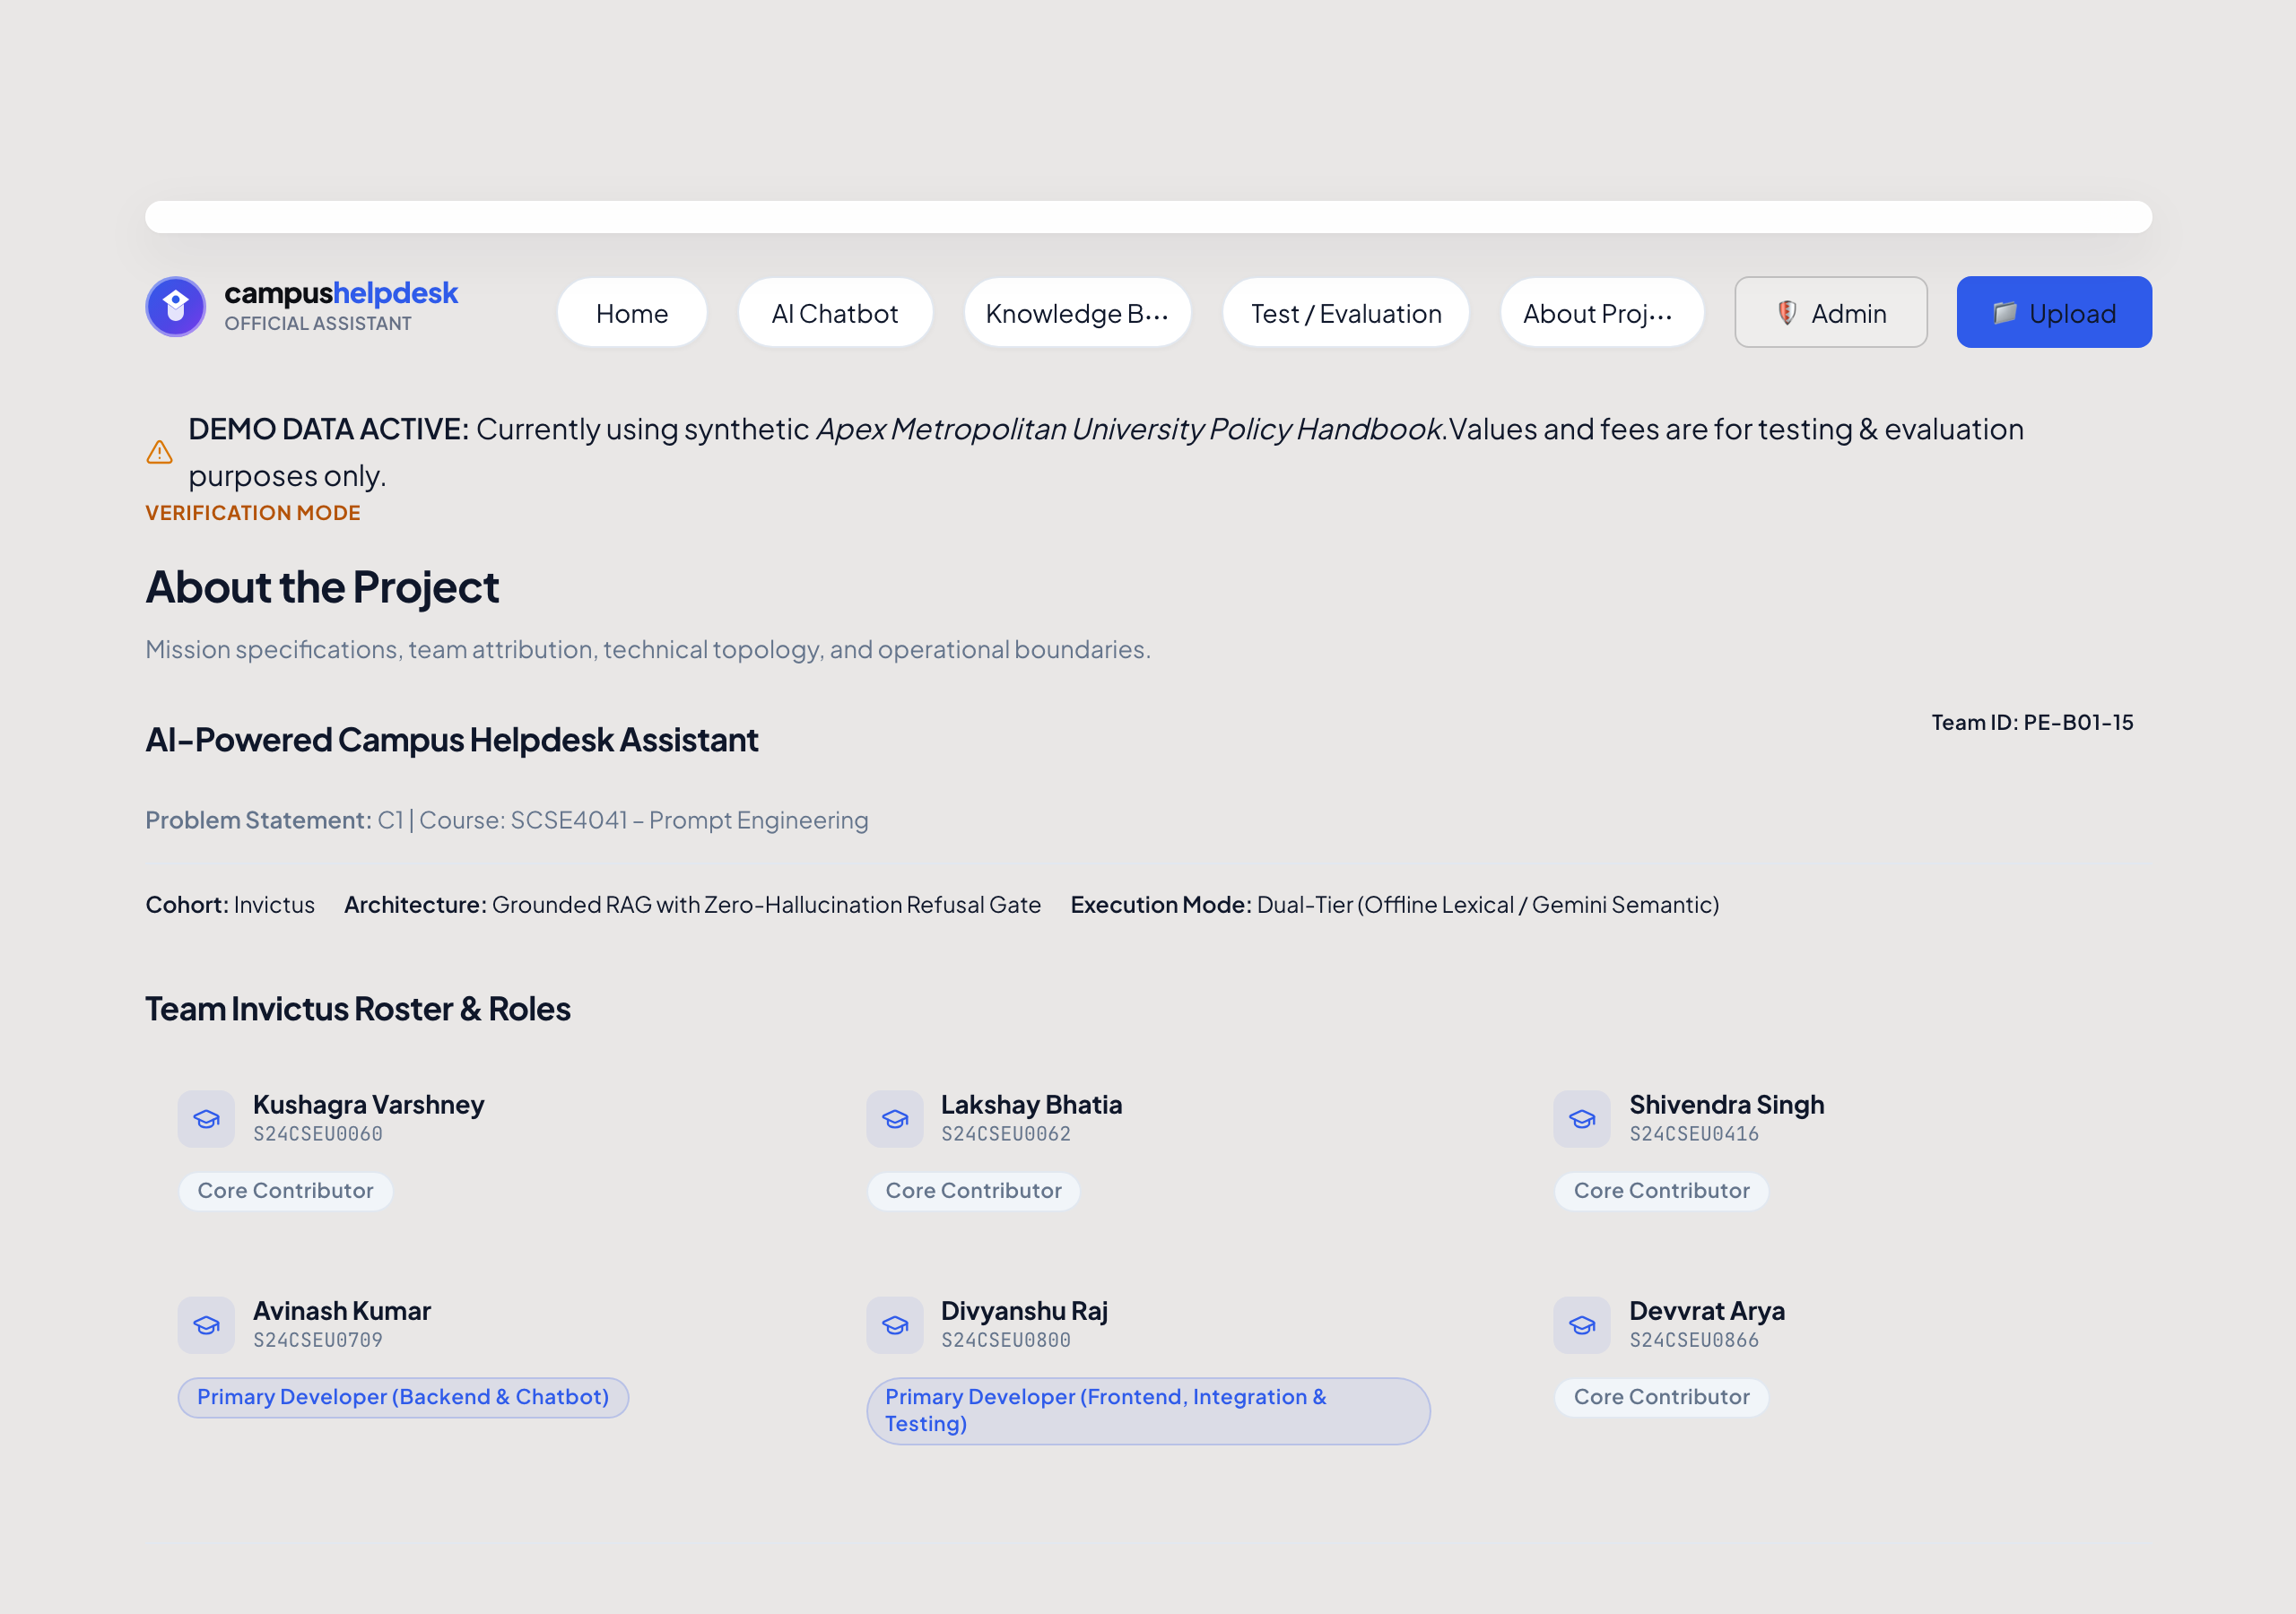 campushelpdesk
OFFICIAL ASSISTANT
Home
AI Chatbot
Knowledge B...
Test / Evaluation
About Proj...
Admin
Upload
DEMO DATA ACTIVE: Currently using synthetic Apex Metropolitan University Policy Handbook.Values and fees are for testing & evaluation
purposes only.
VERIFICATION MODE
About the Project
Mission specifications, team attribution, technical topology, and operational boundaries.
AI-Powered Campus Helpdesk Assistant
Team ID: PE-B01-15
Problem Statement: C1 | Course: SCSE4041 – Prompt Engineering
Cohort: Invictus Architecture: Grounded RAG with Zero-Hallucination Refusal Gate Execution Mode: Dual-Tier (Offline Lexical / Gemini Semantic)
Team Invictus Roster & Roles
Kushagra Varshney
S24CSEU0060
Core Contributor
Lakshay Bhatia
S24CSEU0062
Core Contributor
Shivendra Singh
S24CSEU0416
Core Contributor
Avinash Kumar
S24CSEU0709
Primary Developer (Backend & Chatbot)
Divyanshu Raj
S24CSEU0800
Primary Developer (Frontend, Integration &
Testing)
Devvrat Arya
S24CSEU0866
Core Contributor